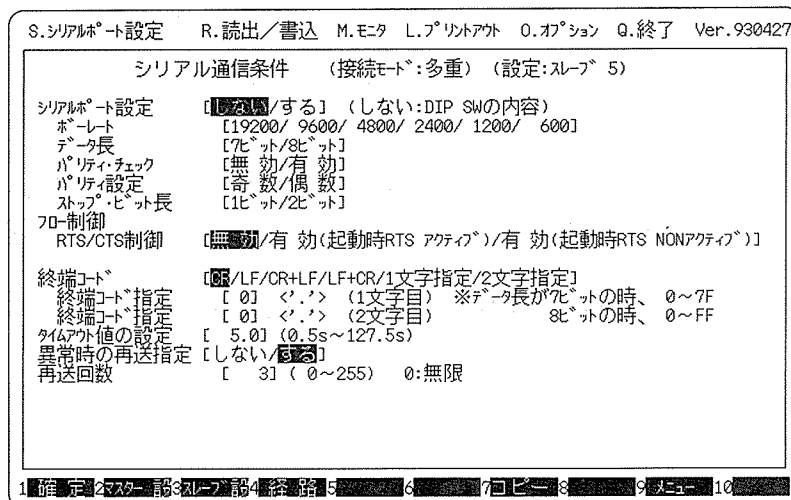 S.シリアルポート設定 R.読出／書込 M.モニタ L.プリントアウト O.オプション Q.終了 Ver.930427
シリアル通信条件 (接続モード:多重) (設定:スレーブ 5)
シリアルポート設定 [しない/する] (しない:DIP SWの内容)
ボーレート [19200/ 9600/ 4800/ 2400/ 1200/ 600]
データ長 [7ビット/8ビット]
パリティ・チェック [無 効/有 効]
パリティ設定 [奇 数/偶 数]
ストップ・ビット長 [1ビット/2ビット]
フロー制御
RTS/CTS制御 [無 効/有 効(起動時RTS アクティブ)/有 効(起動時RTS NONアクティブ)]
終端コード [CR/LF/CR+LF/LF+CR/1文字指定/2文字指定]
終端コード指定 [ 0] <'.'> (1文字目) ※データ長が7ビットの時、 0～7F
終端コード指定 [ 0] <'.'> (2文字目) 8ビットの時、 0～FF
タイムアウト値の設定 [ 5.0] (0.5s～127.5s)
異常時の再送指定 [しない/する]
再送回数 [ 3] ( 0～255) 0:無限
1 確 定 2マスター 設3スレーブ 設4 経 路 5 6 7コピー 8 9 メニュー 10